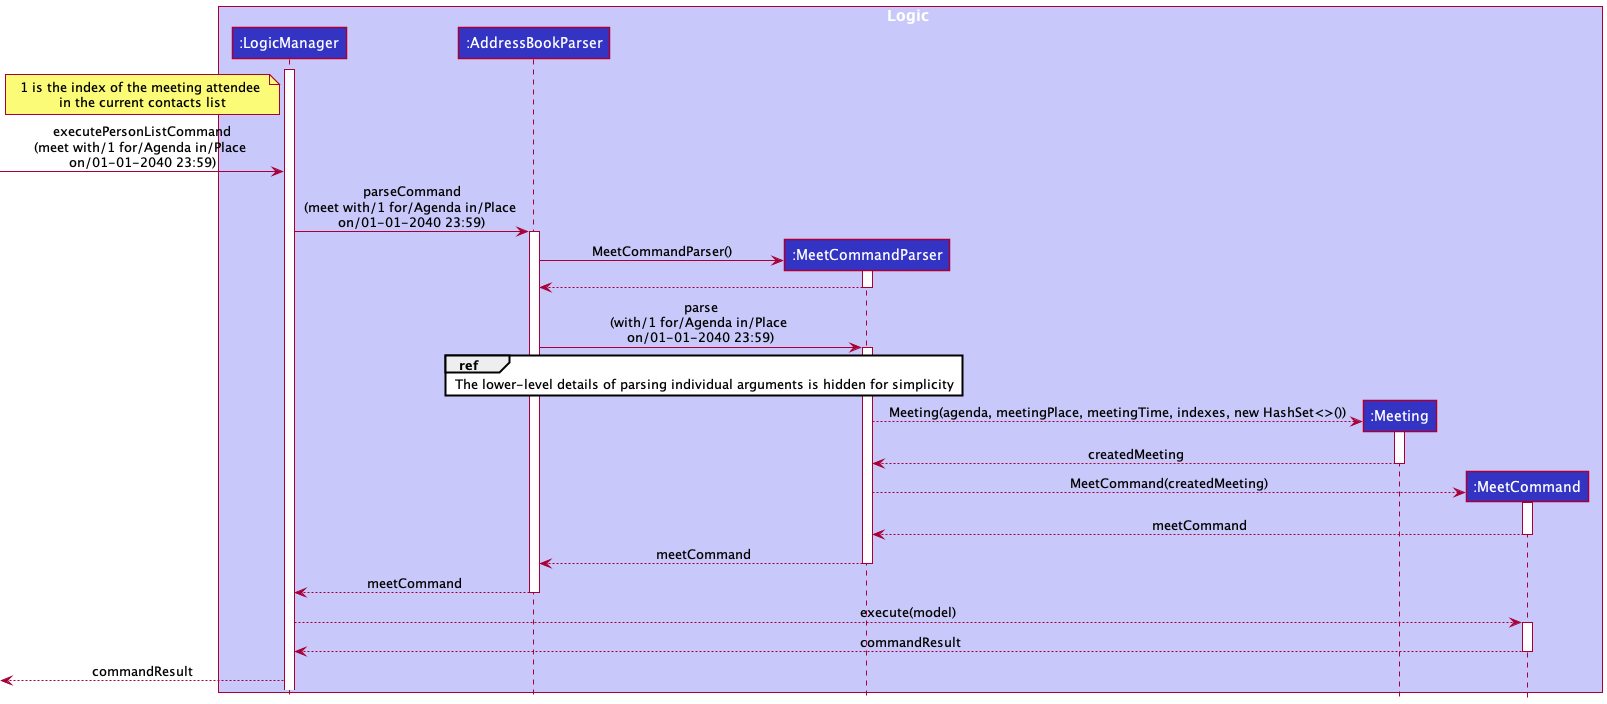 Logic
:LogicManager
:AddressBookParser
1 is the index of the meeting attendee
in the current contacts list
executePersonListCommand
(meet with/1 for/Agenda in/Place
on/01-01-2040 23:59)
parseCommand
(meet with/1 for/Agenda in/Place
on/01-01-2040 23:59)
MeetCommandParser()
:MeetCommandParser
parse
(with/1 for/Agenda in/Place
on/01-01-2040 23:59)
ref
The lower-level details of parsing individual arguments is hidden for simplicity
Meeting(agenda, meetingPlace, meetingTime, indexes, new HashSet<>())
:Meeting
createdMeeting
MeetCommand(createdMeeting)
:MeetCommand
meetCommand
meetCommand
meetCommand
execute(model)
commandResult
commandResult